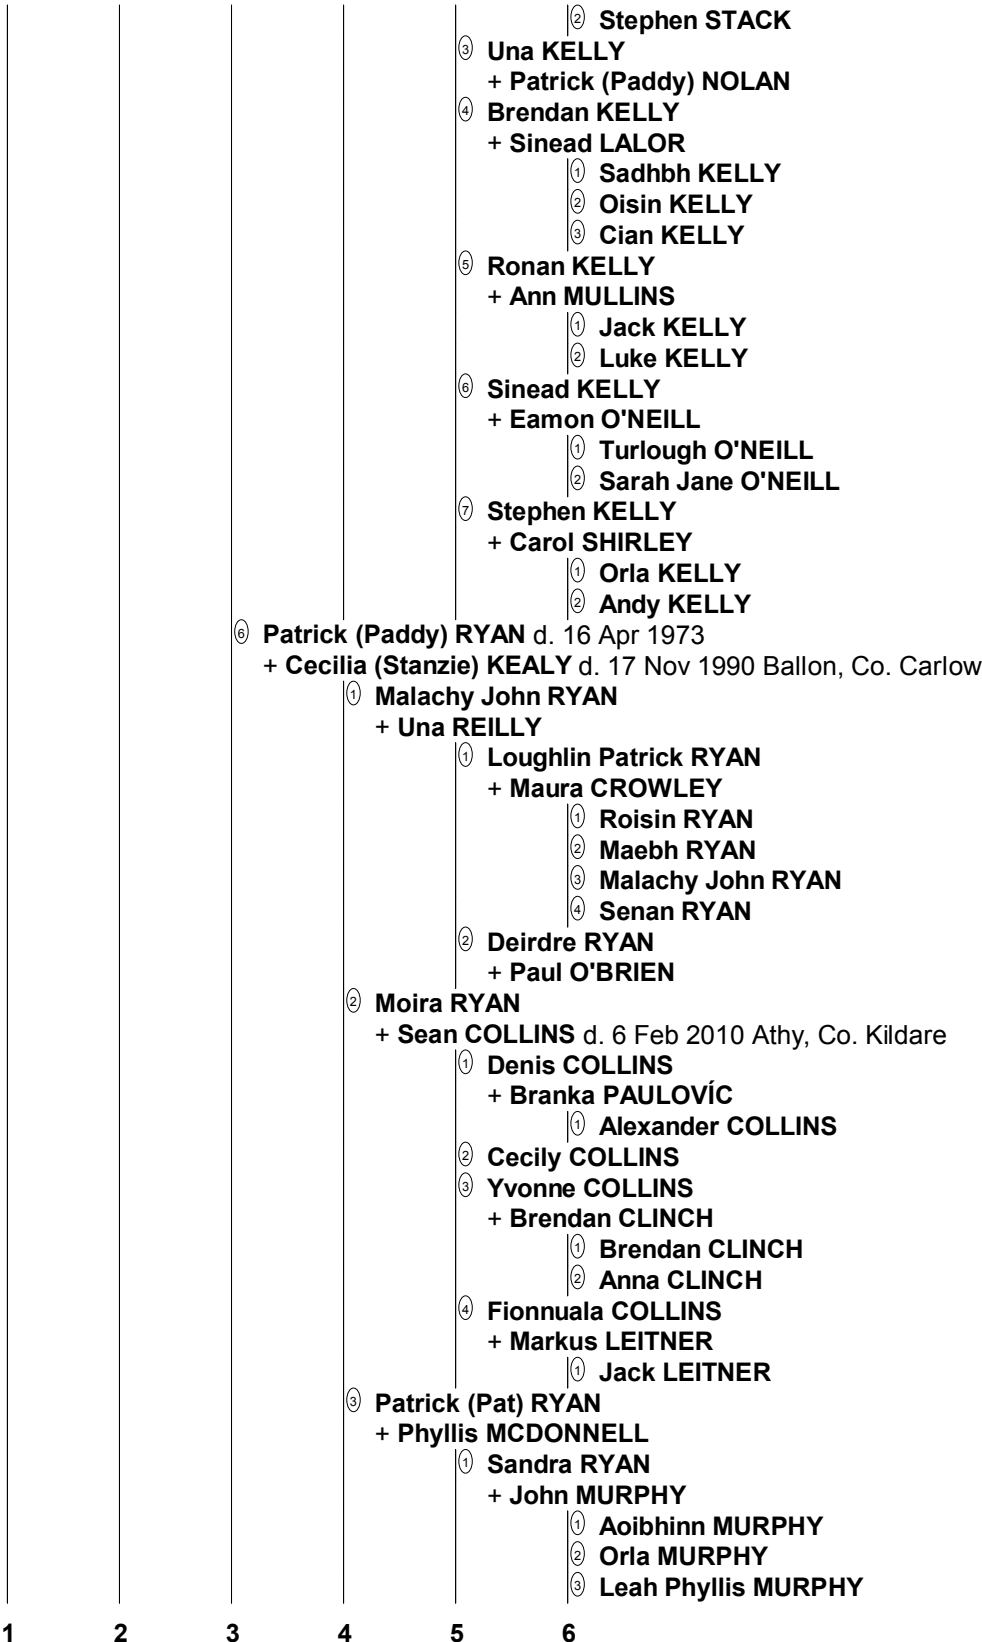 ② Stephen STACK
③ Una KELLY
+ Patrick (Paddy) NOLAN
④ Brendan KELLY
+ Sinead LALOR
① Sadhbh KELLY
② Oisin KELLY
③ Cian KELLY
⑤ Ronan KELLY
+ Ann MULLINS
① Jack KELLY
② Luke KELLY
⑥ Sinead KELLY
+ Eamon O'NEILL
① Turlough O'NEILL
② Sarah Jane O'NEILL
⑦ Stephen KELLY
+ Carol SHIRLEY
① Orla KELLY
② Andy KELLY
⑥ Patrick (Paddy) RYAN d. 16 Apr 1973
+ Cecilia (Stanzie) KEALY d. 17 Nov 1990 Ballon, Co. Carlow
① Malachy John RYAN
+ Una REILLY
① Loughlin Patrick RYAN
+ Maura CROWLEY
① Roisin RYAN
② Maebh RYAN
③ Malachy John RYAN
④ Senan RYAN
② Deirdre RYAN
+ Paul O'BRIEN
② Moira RYAN
+ Sean COLLINS d. 6 Feb 2010 Athy, Co. Kildare
① Denis COLLINS
+ Branka PAULOVÍC
① Alexander COLLINS
② Cecily COLLINS
③ Yvonne COLLINS
+ Brendan CLINCH
① Brendan CLINCH
② Anna CLINCH
④ Fionnuala COLLINS
+ Markus LEITNER
① Jack LEITNER
③ Patrick (Pat) RYAN
+ Phyllis MCDONNELL
① Sandra RYAN
+ John MURPHY
① Aoibhinn MURPHY
② Orla MURPHY
③ Leah Phyllis MURPHY
1 2 3 4 5 6